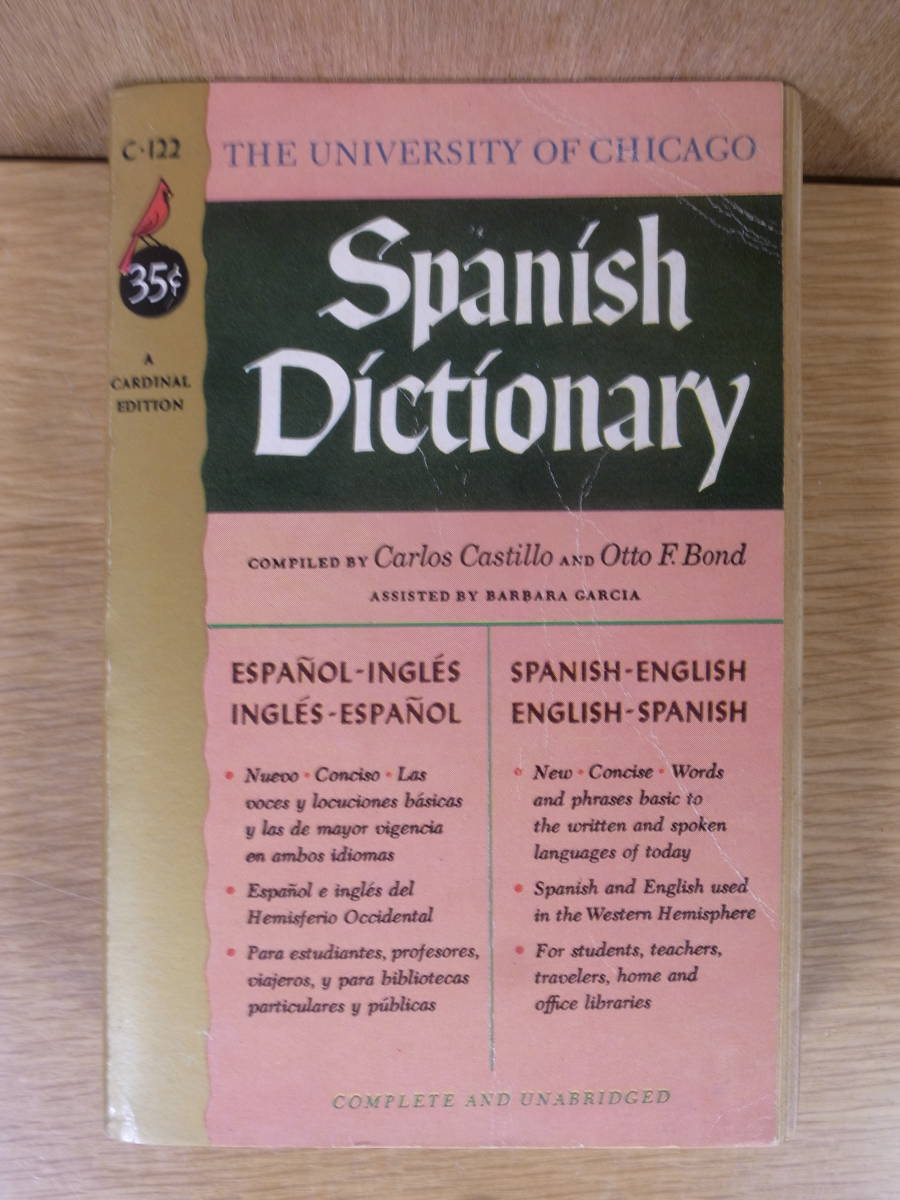 C·122
THE UNIVERSITY OF CHICAGO
35¢
A
CARDINAL
EDITION
Spanish
Dictionary
COMPILED BY Carlos Castillo AND Otto F. Bond
ASSISTED BY BARBARA GARCIA
ESPAÑOL-INGLÉS
INGLÉS-ESPAÑOL
• Nuevo • Conciso • Las
voces y locuciones básicas
y las de mayor vigencia
en ambos idiomas
• Español e inglés del
Hemisferio Occidental
• Para estudiantes, profesores,
viajeros, y para bibliotecas
particulares y públicas
SPANISH-ENGLISH
ENGLISH-SPANISH
• New • Concise • Words
and phrases basic to
the written and spoken
languages of today
• Spanish and English used
in the Western Hemisphere
• For students, teachers,
travelers, home and
office libraries
COMPLETE AND UNABRIDGED